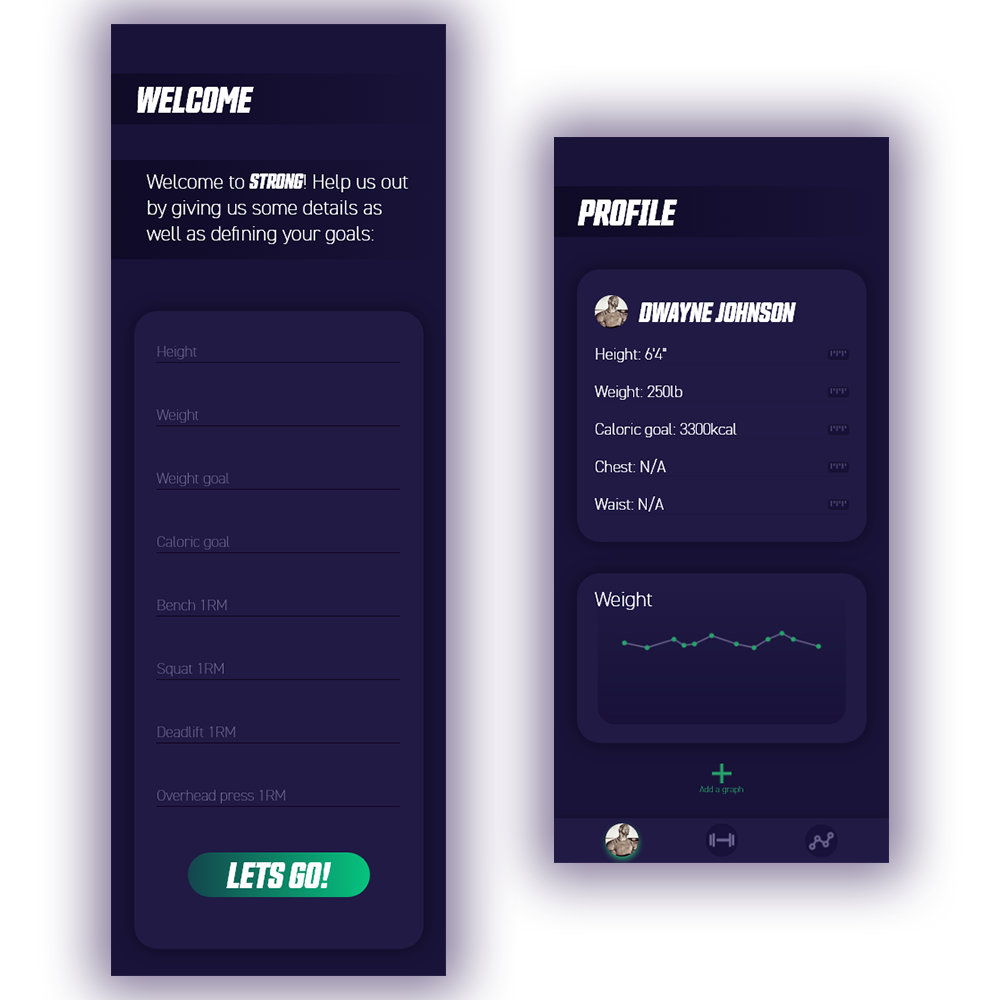 WELCOME
Welcome to STRONG! Help us out
by giving us some details as
well as defining your goals:
Height
Weight
Weight goal
Caloric goal
Bench 1RM
Squat 1RM
Deadlift 1RM
Overhead press 1RM
LETS GO!
PROFILE
DWAYNE JOHNSON
Height: 6'4"
Weight: 250lb
Caloric goal: 3300kcal
Chest: N/A
Waist: N/A
Weight
Add a graph